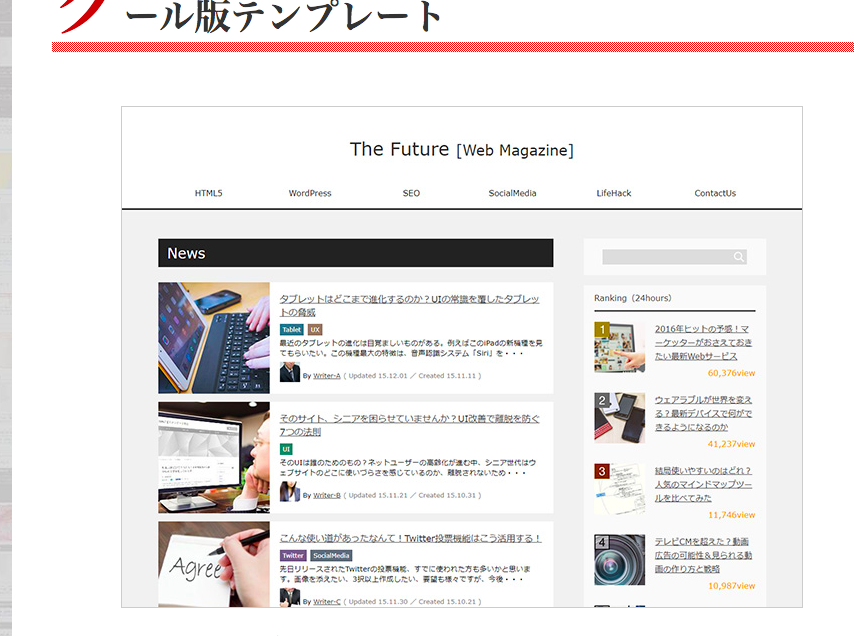 ール版テンプレート
The Future [Web Magazine]
HTML5 WordPress SEO SocialMedia LifeHack ContactUs
News
タブレットはどこまで進化するのか？UIの常識を覆したタブレッ
トの脅威
Tablet UX
最近のタブレットの進化は目覚ましいものがある。例えばこのiPadの新機種を見
てもらいたい。この機種最大の特徴は、音声認識システム「Siri」を・・・
By Writer-A ( Updated 15.12.01 ／ Created 15.11.11 )
そのサイト、シニアを困らせていませんか？UI改善で離脱を防ぐ
7つの法則
UI
そのUIは誰のためのもの？ネットユーザーの高齢化が進む中、シニア世代はウ
ェブサイトのどこに使いづらさを感じているのか、離脱されないため・・・
By Writer-B ( Updated 15.11.21 ／ Created 15.10.31 )
Agree
こんな使い道があったなんて！Twitter投票機能はこう活用する！
Twitter SocialMedia
先日リリースされたTwitterの投票機能、すでに使われた方も多いかと思いま
す。画像を添えたい、3択以上作成したい、要望も様々ですが、今後・・・
By Writer-C ( Updated 15.11.30 ／ Created 15.10.21 )
Ranking（24hours）
1
2016年ヒットの予感！マ
ーケッターがおさえておき
たい最新Webサービス
60,376view
2
ウェアラブルが世界を変え
る？最新デバイスで何がで
きるようになるのか
41,237view
3
結局使いやすいのはどれ？
人気のマインドマップツー
ルを比べてみた
11,746view
4
テレビCMを超えた？動画
広告の可能性＆見られる動
画の作り方と戦略
10,987view